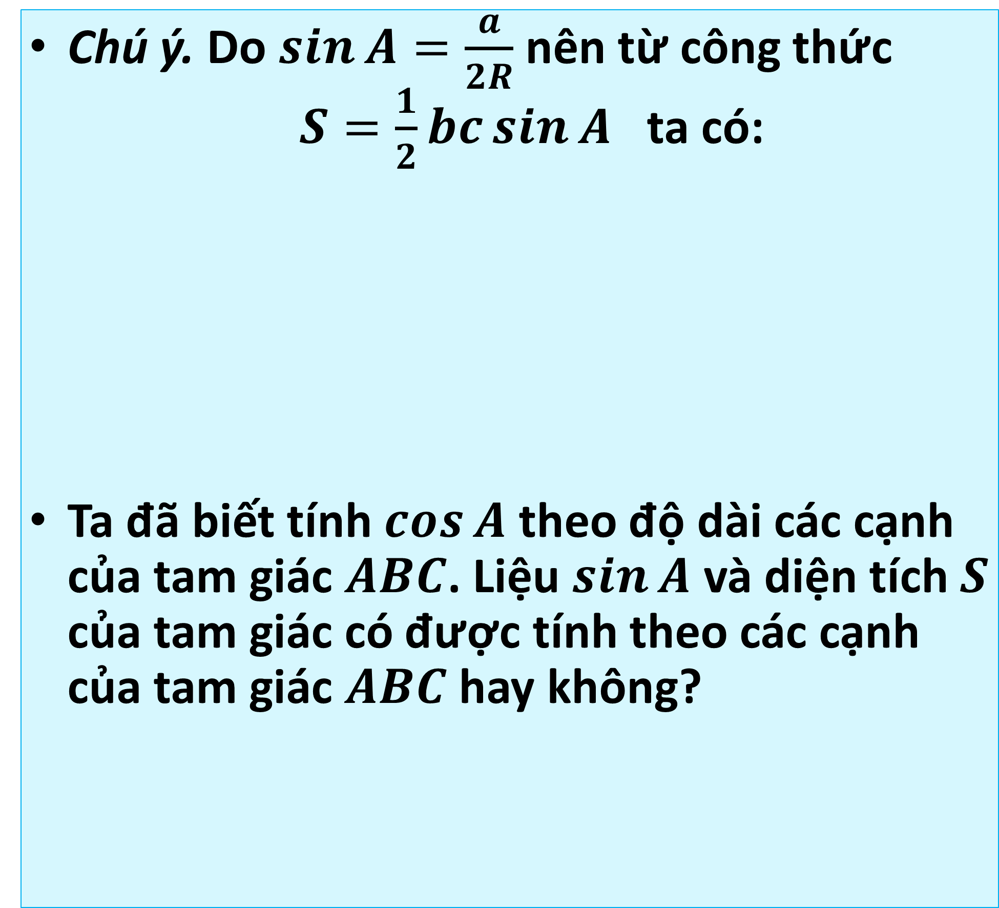 • Chú ý. Do sin A = a/2R nên từ công thức
S = 1/2 bc sin A ta có:
• Ta đã biết tính cos A theo độ dài các cạnh
của tam giác ABC. Liệu sin A và diện tích S
của tam giác có được tính theo các cạnh
của tam giác ABC hay không?